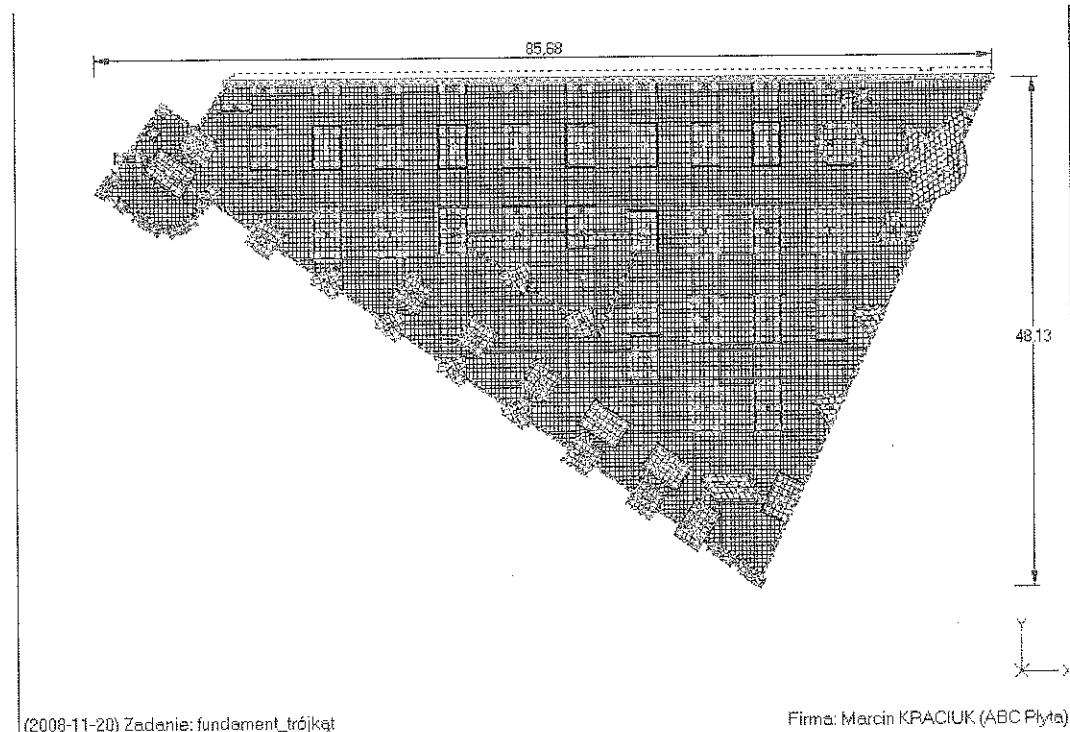 85,68
48,13
Y
X
(2008-11-20) Zadanie: fundament_trójkąt
Firma: Marcin KRACIUK (ABC Płyta)